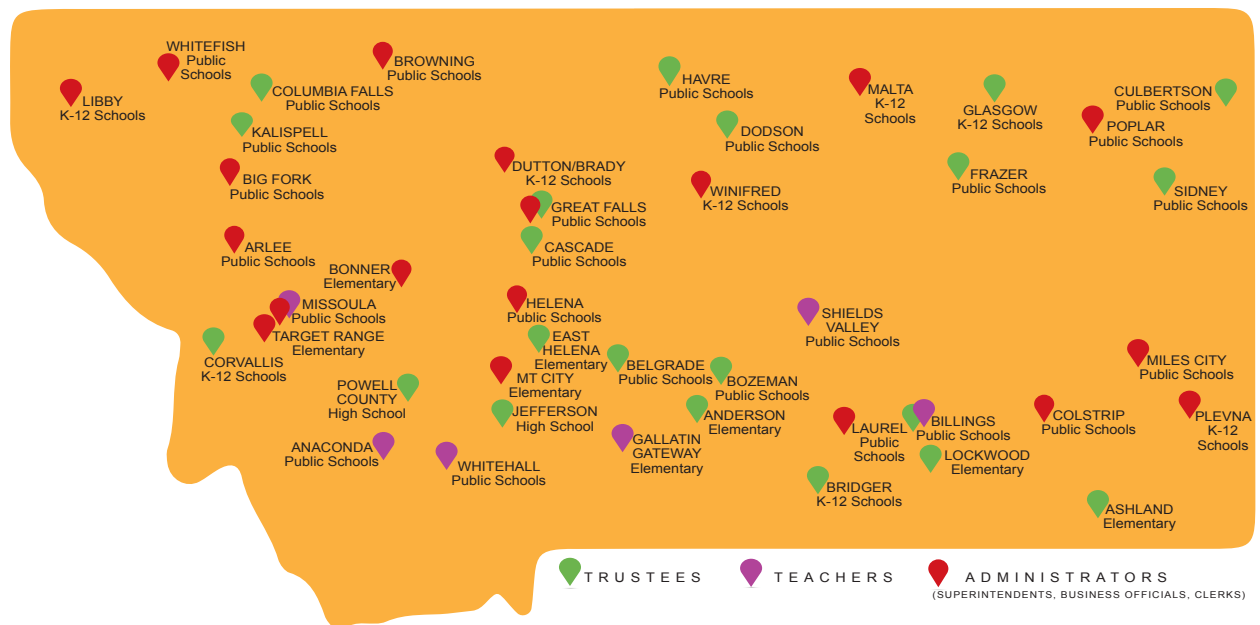 WHITEFISH
Public
Schools
LIBBY
K-12 Schools
COLUMBIA FALLS
Public Schools
BROWNING
Public Schools
KALISPELL
Public Schools
BIG FORK
Public Schools
HAVRE
Public Schools
DODSON
Public Schools
MALTA
K-12
Schools
GLASGOW
K-12 Schools
CULBERTSON
Public Schools
POPLAR
Public Schools
FRAZER
Public Schools
SIDNEY
Public Schools
DUTTON/BRADY
K-12 Schools
WINIFRED
K-12 Schools
GREAT FALLS
Public Schools
CASCADE
Public Schools
ARLEE
Public Schools
BONNER
Elementary
MISSOULA
Public Schools
TARGET RANGE
Elementary
CORVALLIS
K-12 Schools
HELENA
Public Schools
EAST
HELENA
Elementary
MT CITY
Elementary
JEFFERSON
High School
BELGRADE
Public Schools
BOZEMAN
Public Schools
ANDERSON
Elementary
SHIELDS
VALLEY
Public Schools
POWELL
COUNTY
High School
ANACONDA
Public Schools
WHITEHALL
Public Schools
GALLATIN
GATEWAY
Elementary
LAUREL
Public
Schools
BILLINGS
Public Schools
LOCKWOOD
Elementary
BRIDGER
K-12 Schools
COLSTRIP
Public Schools
MILES CITY
Public Schools
PLEVNA
K-12
Schools
ASHLAND
Elementary
TRUSTEES
TEACHERS
ADMINISTRATORS
(SUPERINTENDENTS, BUSINESS OFFICIALS, CLERKS)